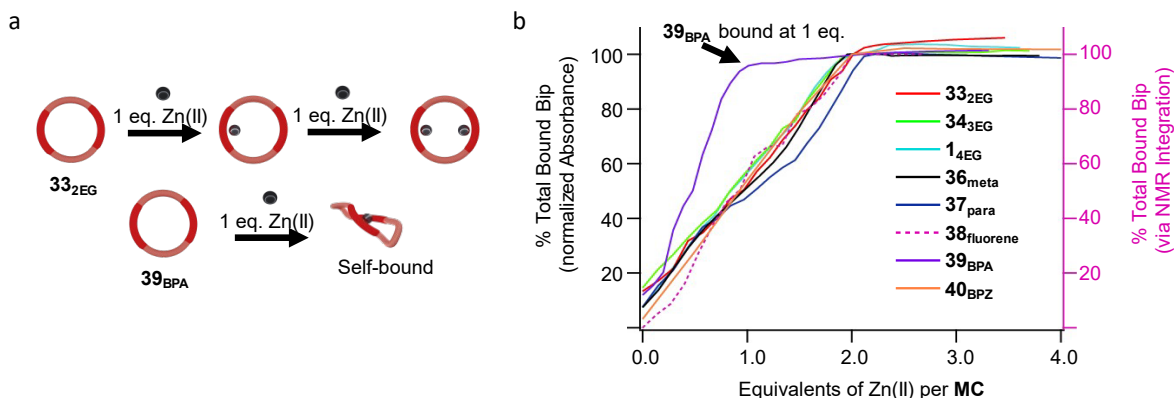 a
1 eq. Zn(II)
1 eq. Zn(II)
332EG
1 eq. Zn(II)
39BPA
Self-bound
b
39BPA bound at 1 eq.
% Total Bound Bip
(normalized Absorbance)
100
80
60
40
20
332EG
343EG
14EG
36meta
37para
38fluorene
39BPA
40BPZ
100
80
60
40
20
% Total Bound Bip
(via NMR Integration)
0.0 1.0 2.0 3.0 4.0
Equivalents of Zn(II) per MC